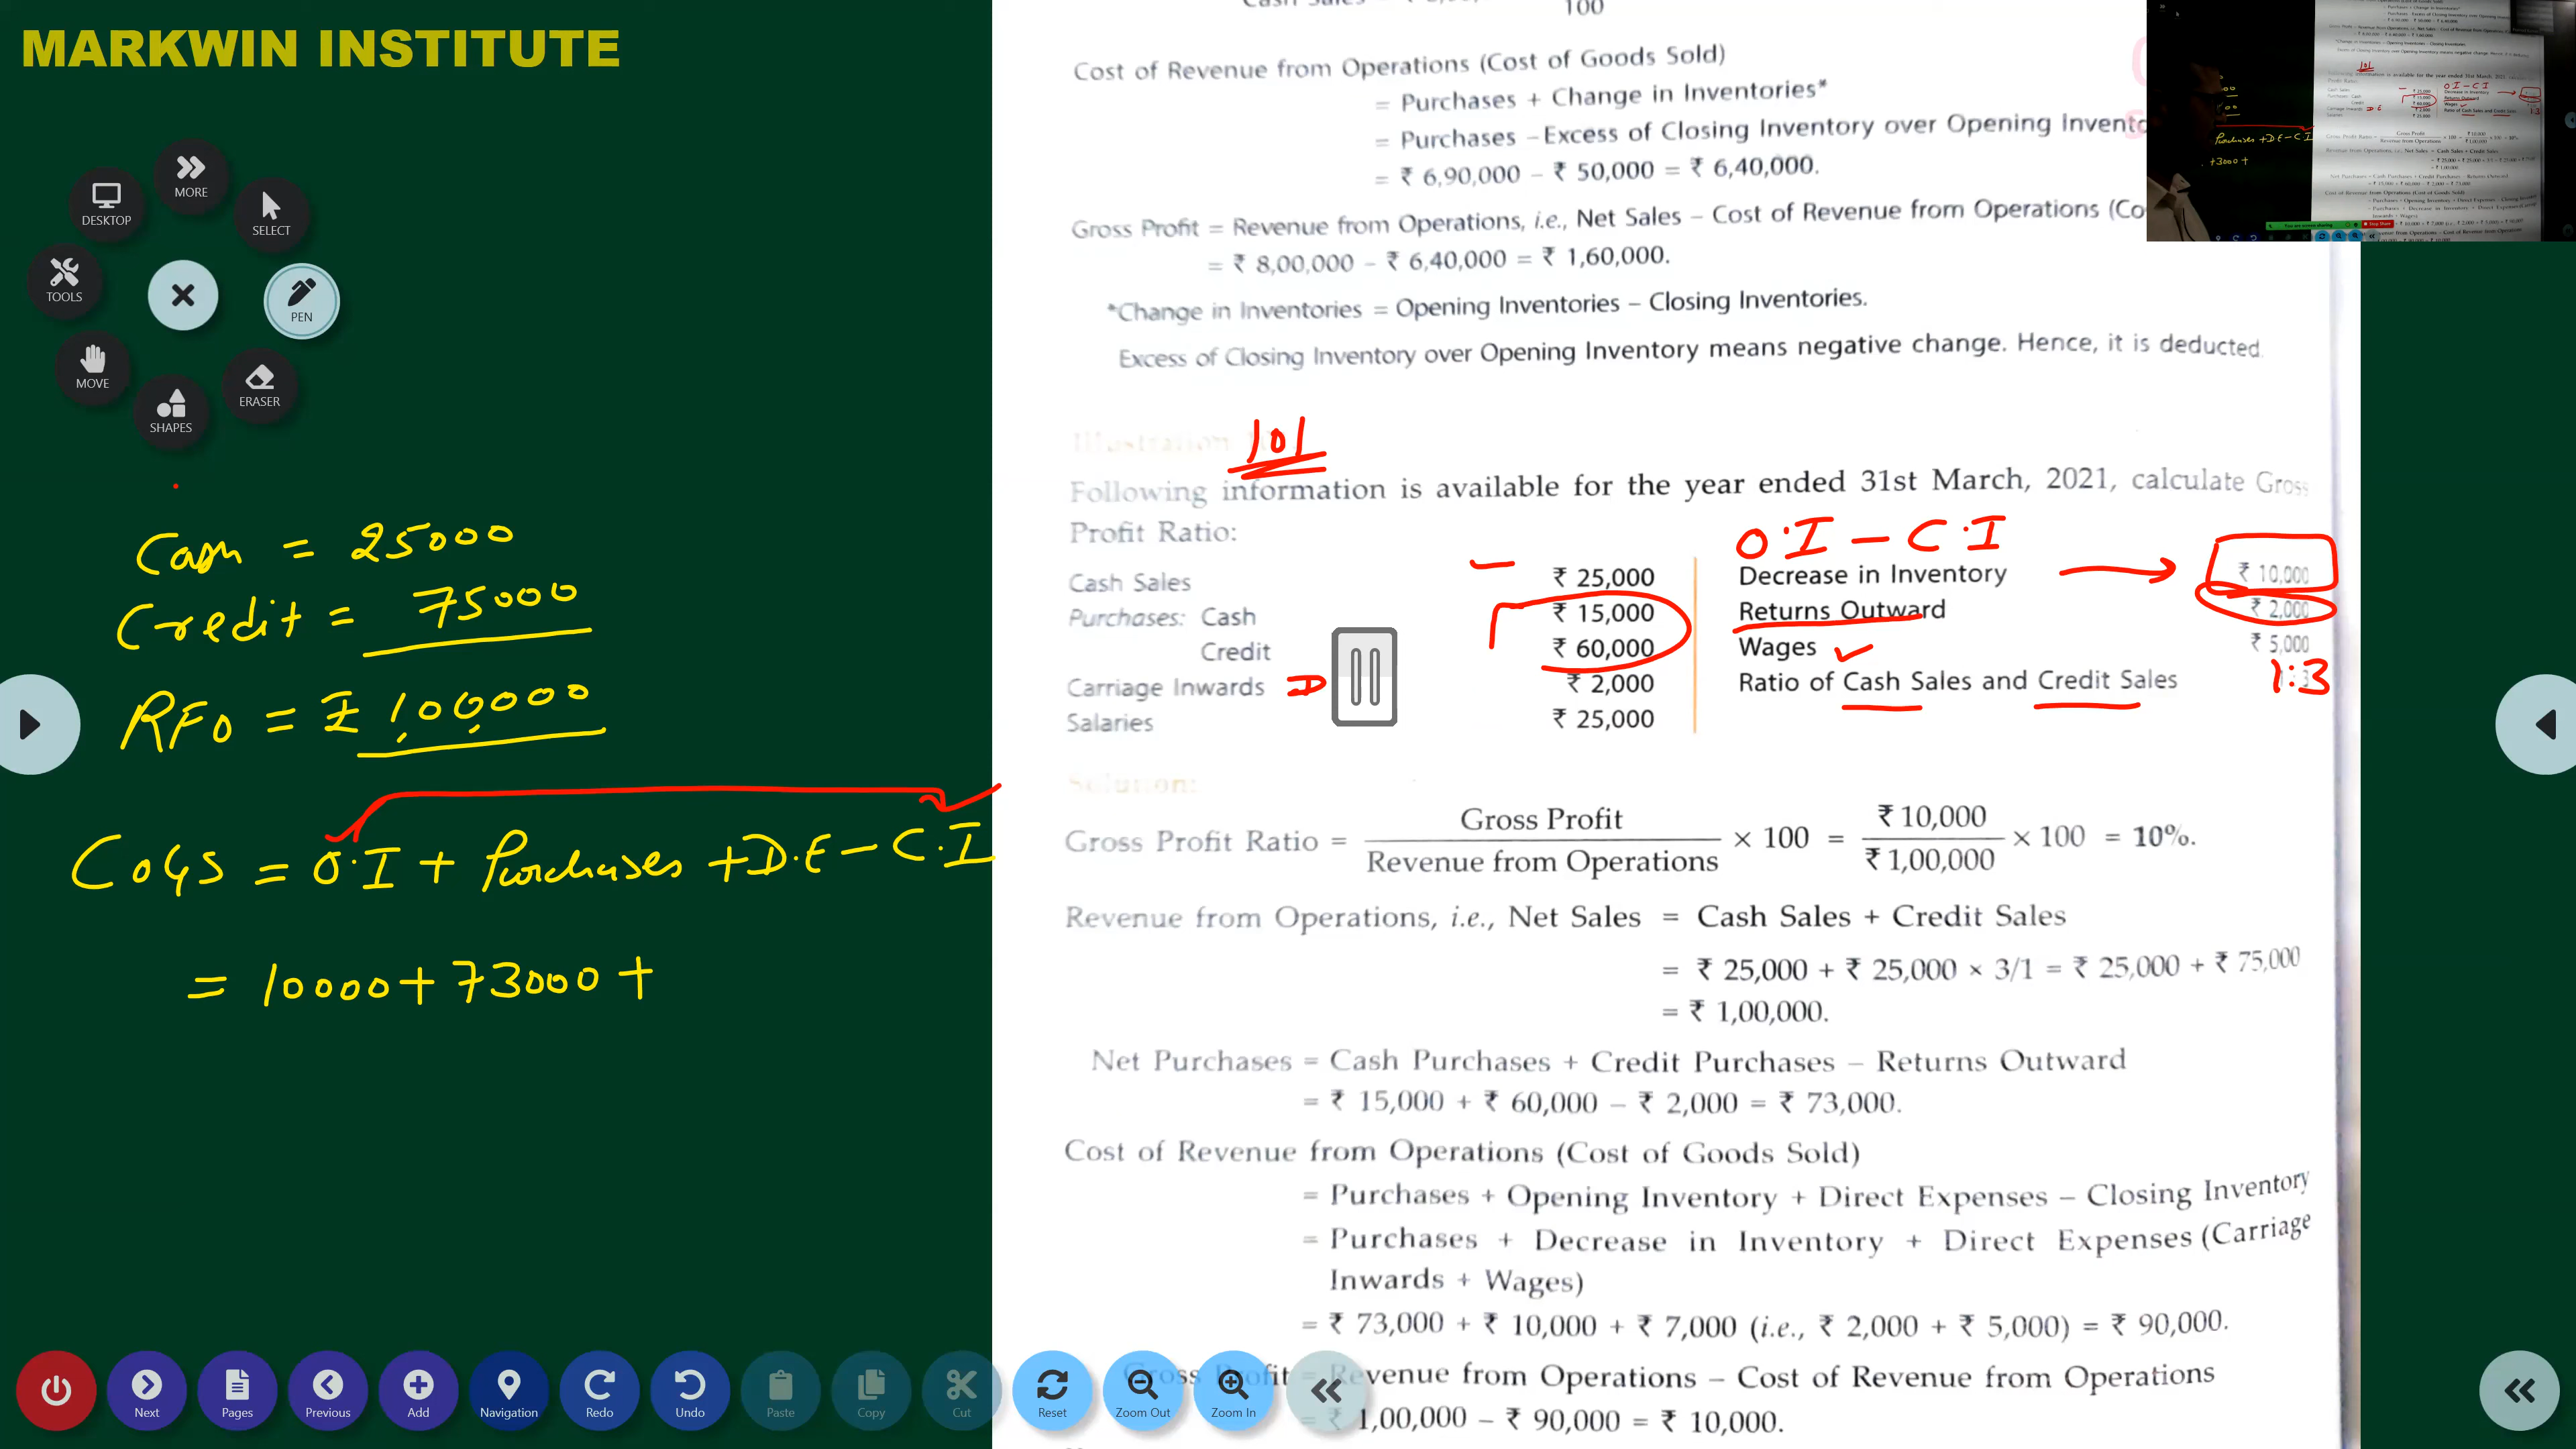 MARKWIN INSTITUTE
MORE
DESKTOP
SELECT
TOOLS
PEN
MOVE
ERASER
SHAPES
Cash = 25000
Credit = 75000
RFO = ₹ 1,00,000
COGS = O.I + Purchases + D.E - C.I
= 10000 + 73000 +
100
Cost of Revenue from Operations (Cost of Goods Sold)
= Purchases + Change in Inventories*
= Purchases – Excess of Closing Inventory over Opening
= ₹ 6,90,000 – ₹ 50,000 = ₹ 6,40,000.
Gross Profit = Revenue from Operations, i.e., Net Sales – Cost of Revenue from Operations
= ₹ 8,00,000 – ₹ 6,40,000 = ₹ 1,60,000.
*Change in Inventories = Opening Inventories – Closing Inventories.
Excess of Closing Inventory over Opening Inventory means negative change. Hence, it is deducted.
Illustration 101
Following information is available for the year ended 31st March, 2021, calculate Gross
Profit Ratio:
O.I - C.I
Cash Sales ₹ 25,000 Decrease in Inventory ₹ 10,000
Purchases: Cash ₹ 15,000 Returns Outward ₹ 2,000
Credit ₹ 60,000 Wages ₹ 5,000
Carriage Inwards D ₹ 2,000 Ratio of Cash Sales and Credit Sales 1:3
Salaries ₹ 25,000
Solution:
Gross Profit Ratio = Gross Profit / Revenue from Operations × 100 = ₹ 10,000 / ₹ 1,00,000 × 100 = 10%.
Revenue from Operations, i.e., Net Sales = Cash Sales + Credit Sales
= ₹ 25,000 + ₹ 25,000 × 3/1 = ₹ 25,000 + ₹ 75,000
= ₹ 1,00,000.
Net Purchases = Cash Purchases + Credit Purchases – Returns Outward
= ₹ 15,000 + ₹ 60,000 – ₹ 2,000 = ₹ 73,000.
Cost of Revenue from Operations (Cost of Goods Sold)
= Purchases + Opening Inventory + Direct Expenses – Closing Inventory
= Purchases + Decrease in Inventory + Direct Expenses (Carriage
Inwards + Wages)
= ₹ 73,000 + ₹ 10,000 + ₹ 7,000 (i.e., ₹ 2,000 + ₹ 5,000) = ₹ 90,000.
Gross Profit = Revenue from Operations – Cost of Revenue from Operations
= ₹ 1,00,000 – ₹ 90,000 = ₹ 10,000.
Next
Pages
Previous
Add
Navigation
Redo
Undo
Paste
Copy
Cut
Reset
Zoom Out
Zoom In